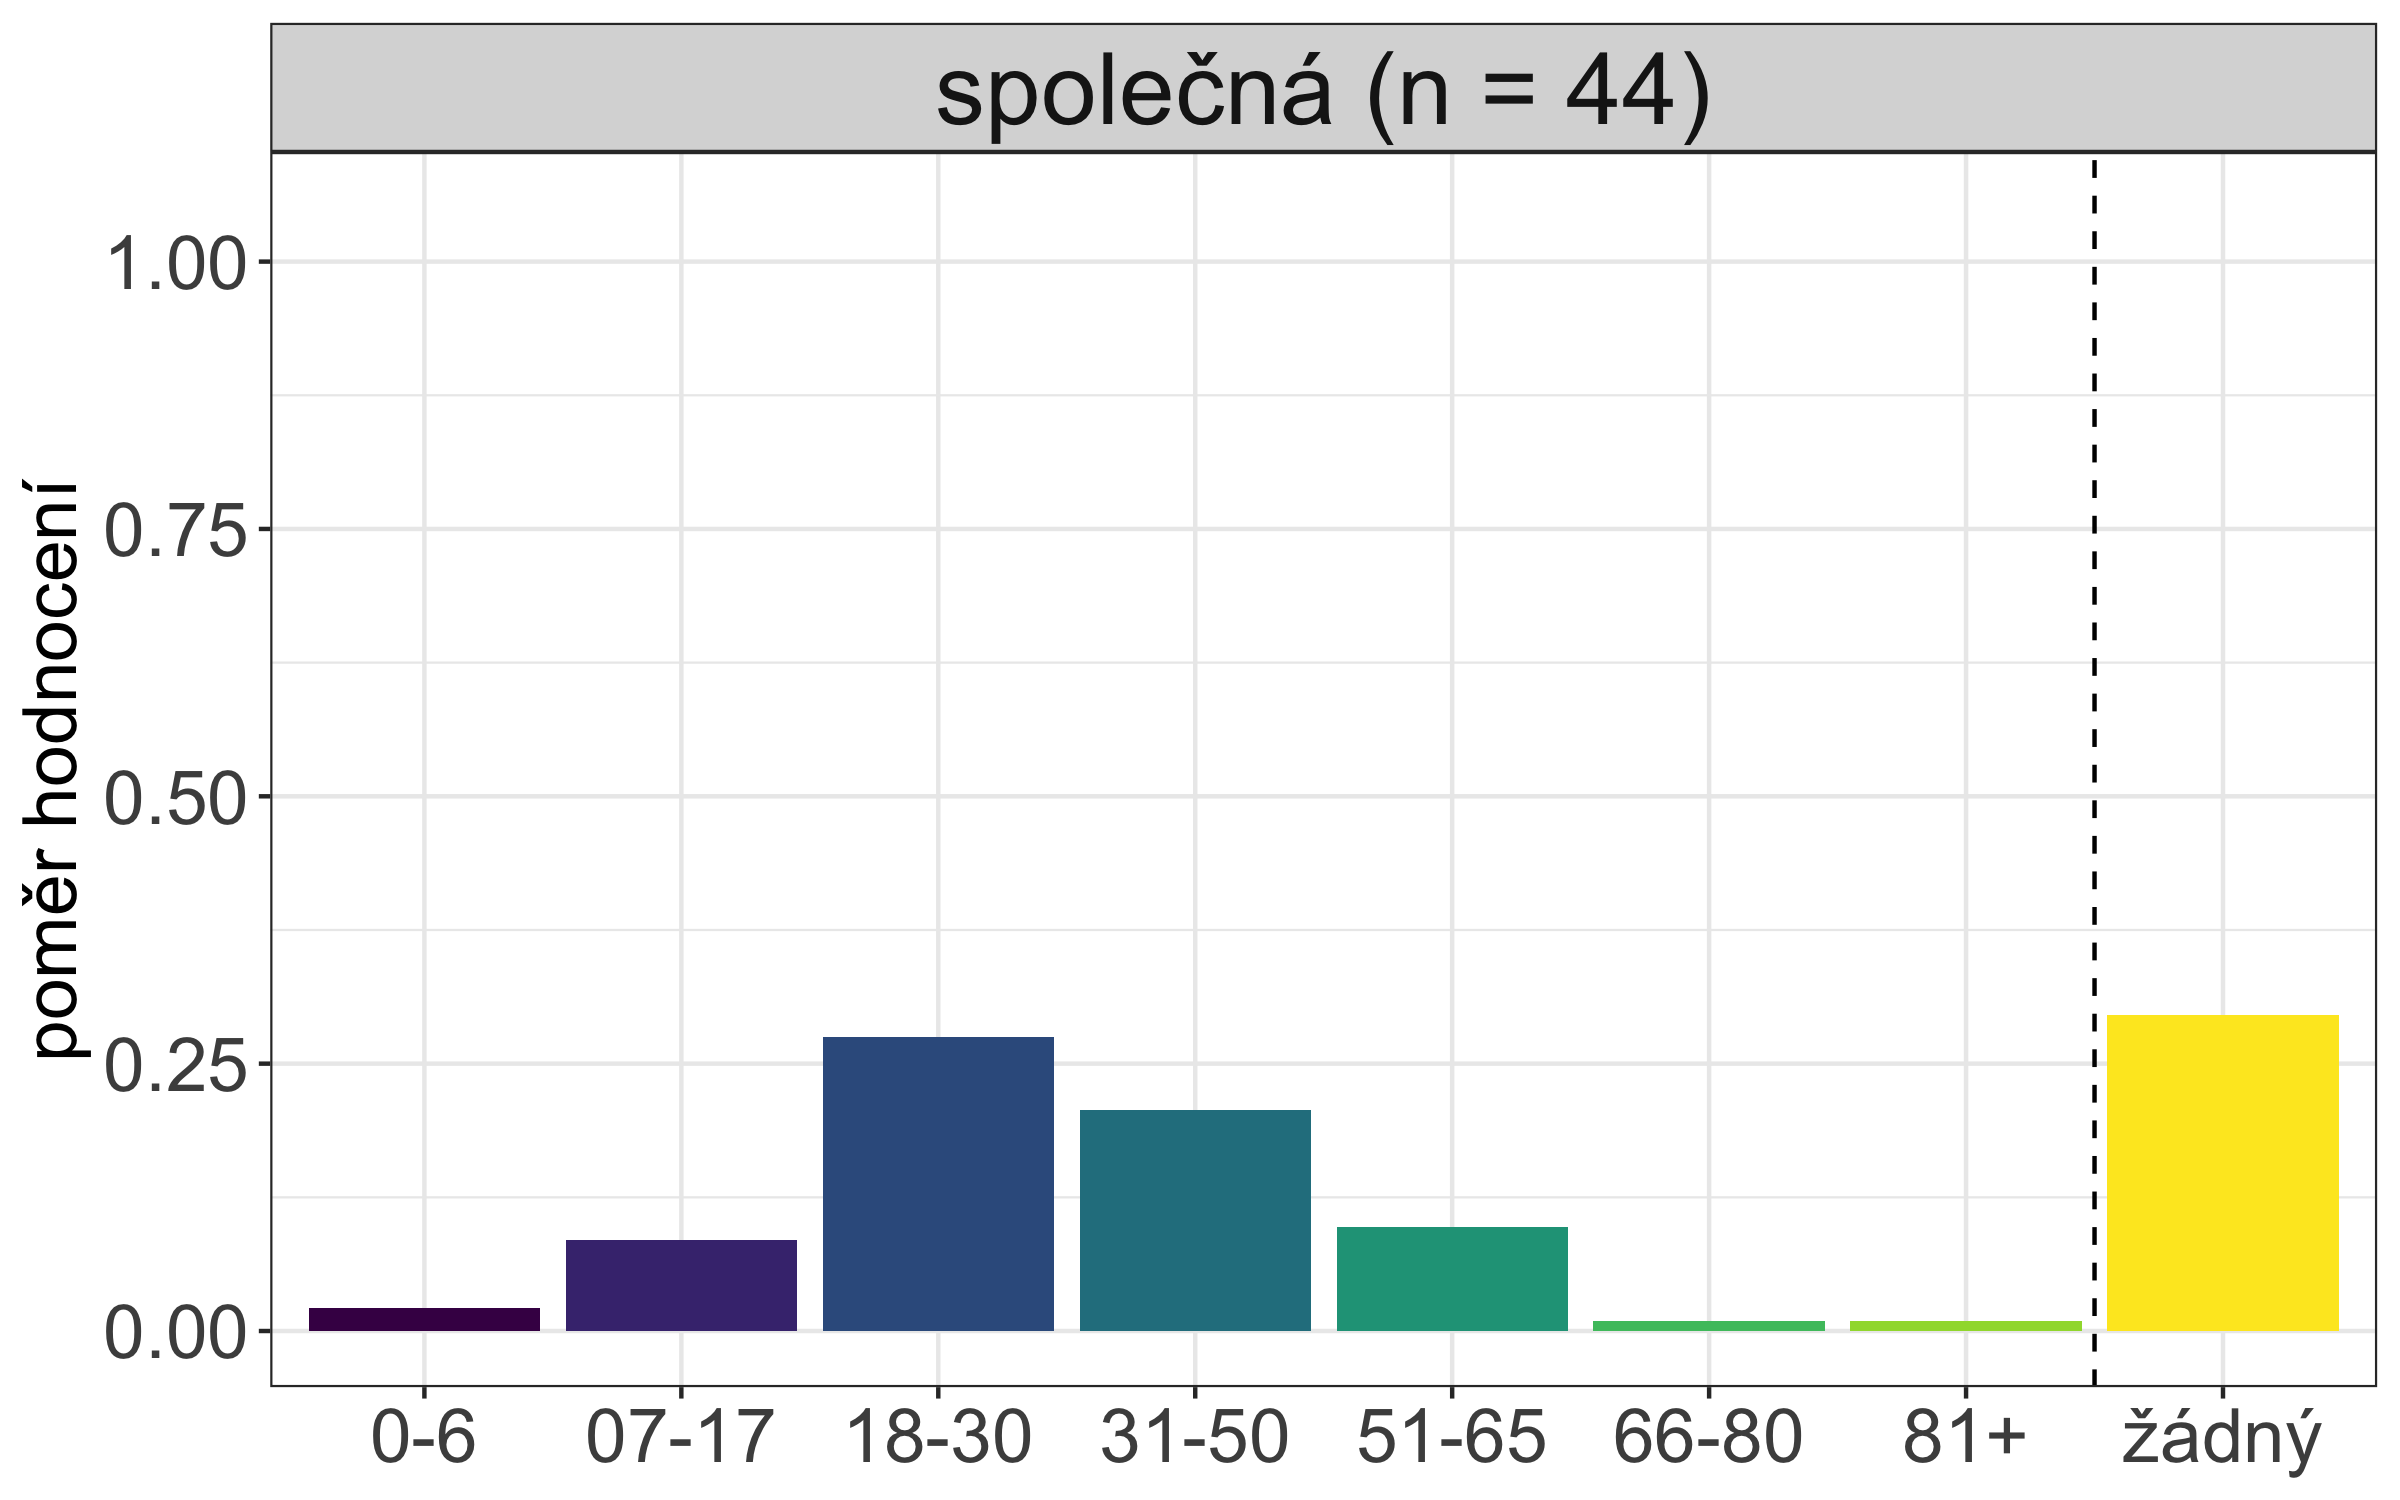 společná (n = 44)
poměr hodnocení
1.00
0.75
0.50
0.25
0.00
0-6 07-17 18-30 31-50 51-65 66-80 81+ žádný